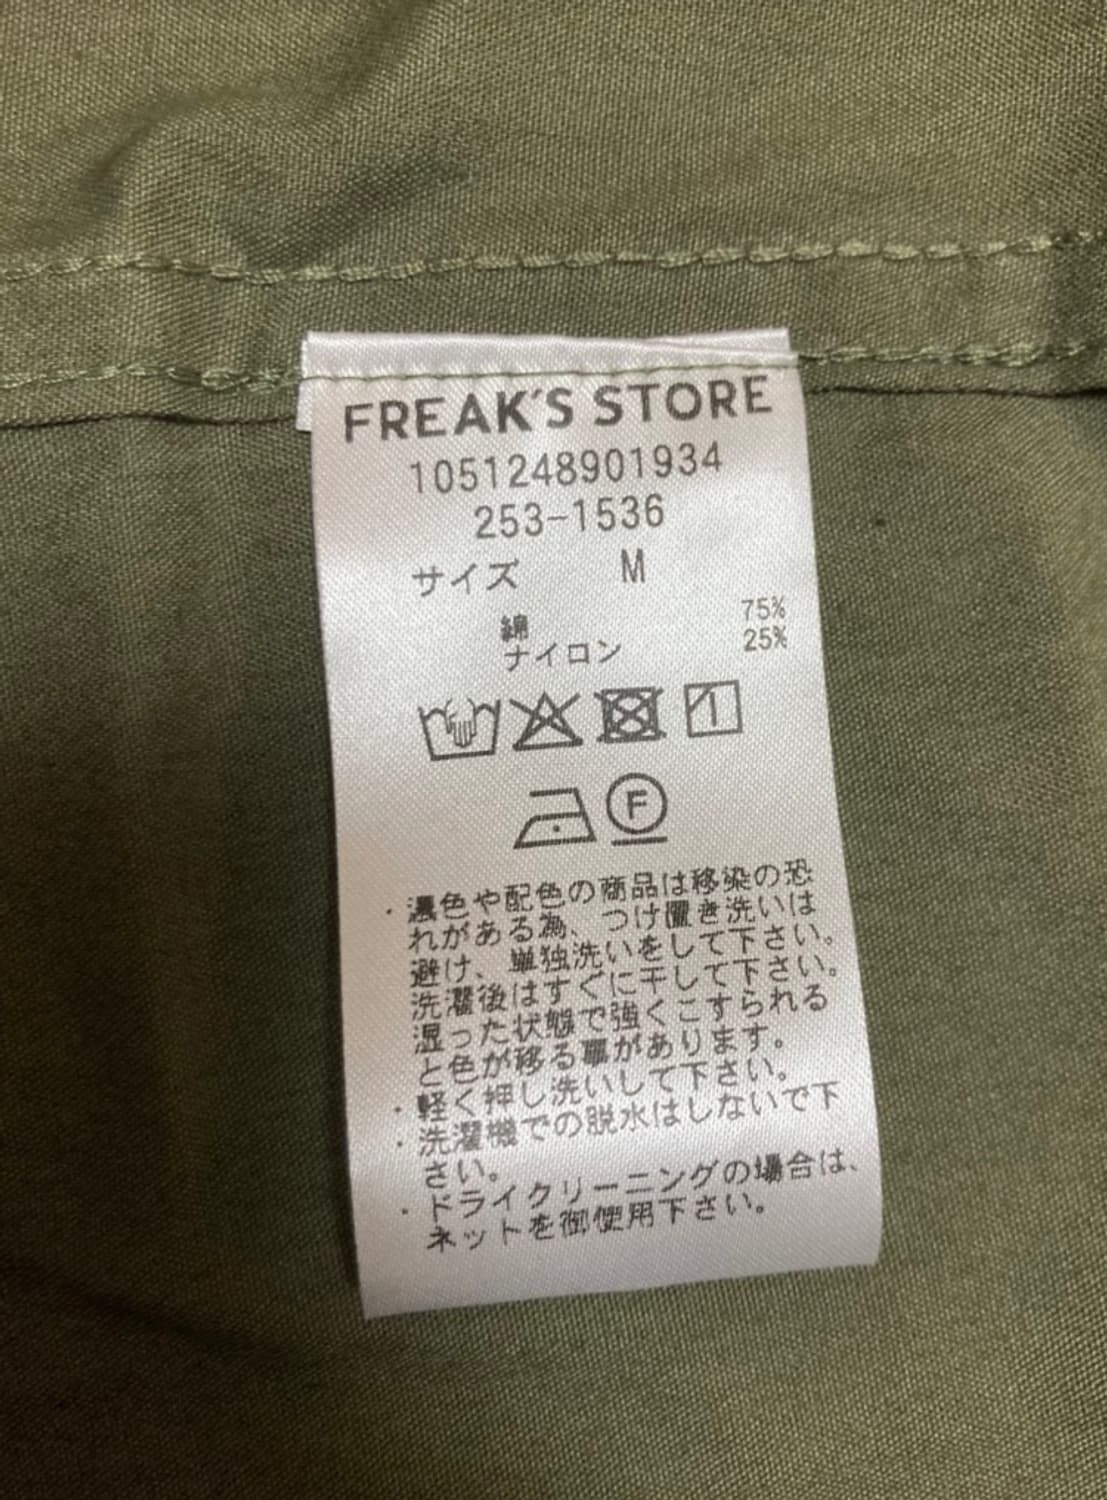 FREAK'S STORE
1051248901934
253-1536
サイズ M
綿 75%
ナイロン 25%
F
・濃色や配色の商品は移染の恐
れがある為、つけ置き洗いは
避け、単独洗いをして下さい。
洗濯後はすぐに干して下さい。
湿った状態で強くこすられる
と色が移る事があります。
・軽く押し洗いして下さい。
・洗濯機での脱水はしないで下
さい。
・ドライクリーニングの場合は、
ネットを御使用下さい。